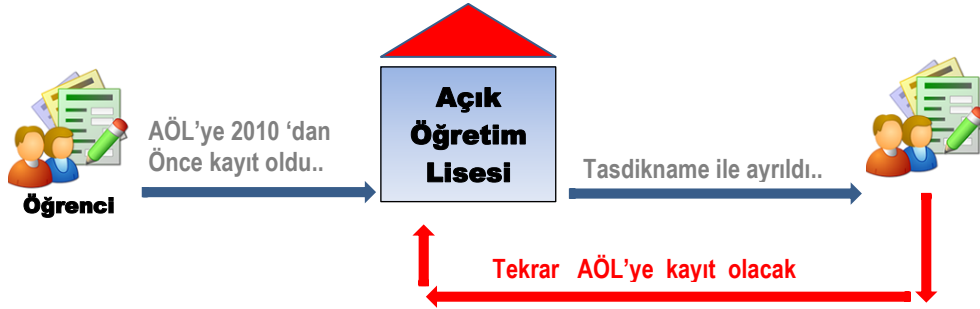 AÖL’ye 2010 ‘dan
Önce kayıt oldu..
Öğrenci
Açık
Öğretim
Lisesi
Tasdikname ile ayrıldı..
Tekrar AÖL’ye kayıt olacak